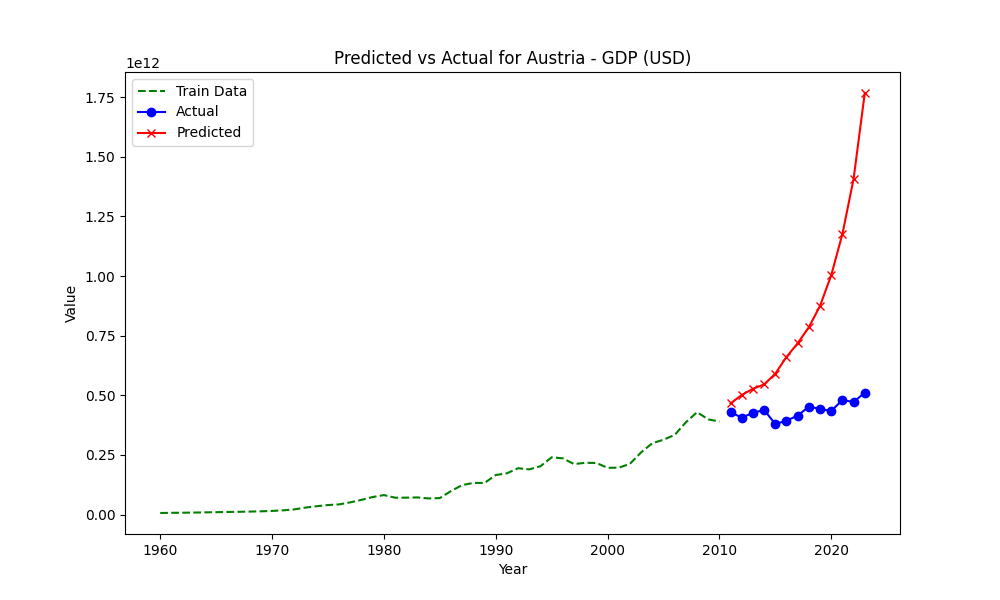 Predicted vs Actual for Austria - GDP (USD)
1e12
Train Data
Actual
Predicted
1.75
1.50
1.25
1.00
0.75
0.50
0.25
0.00
Value
1960 1970 1980 1990 2000 2010 2020
Year